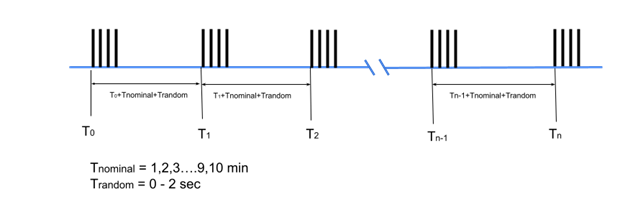 T0+Tnominal+Trandom T1+Tnominal+Trandom Tn-1+Tnominal+Trandom
T0 T1 T2 Tn-1 Tn
Tnominal = 1,2,3....9,10 min
Trandom = 0 - 2 sec